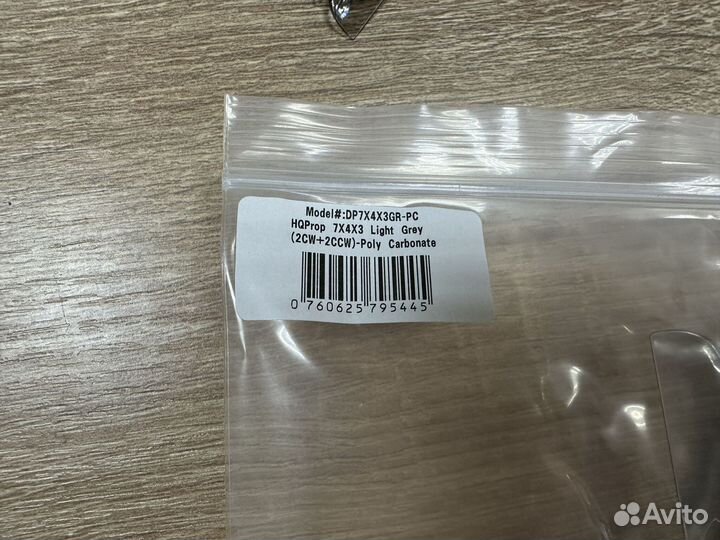 Model#:DP7X4X3GR-PC
HQProp 7X4X3 Light Grey
(2CW+2CCW)-Poly Carbonate
0 760625 795445
Avito